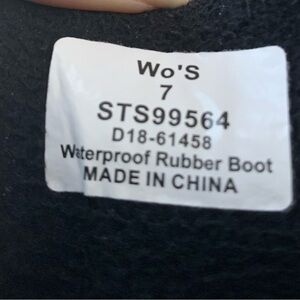 Wo'S
7
STS99564
D18-61458
Waterproof Rubber Boot
MADE IN CHINA